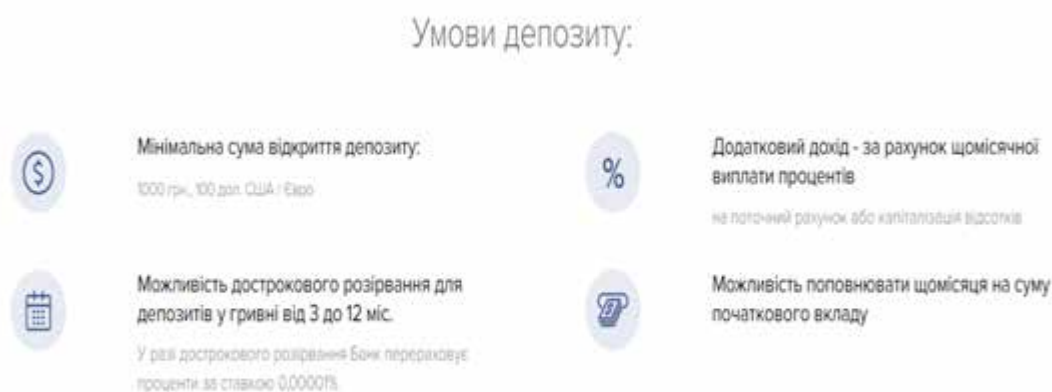 Умови депозиту:
Мінімальна сума відкриття депозиту:
1000 грн., 100 дол. США / Євро
Додатковий дохід - за рахунок щомісячної
виплати процентів
на поточний рахунок або капіталізація відсотків
Можливість дострокового розірвання для
депозитів у гривні від 3 до 12 міс.
У разі дострокового розірвання Банк перераховує
проценти за ставкою 0,00001%
Можливість поповнювати щомісяця на суму
початкового вкладу